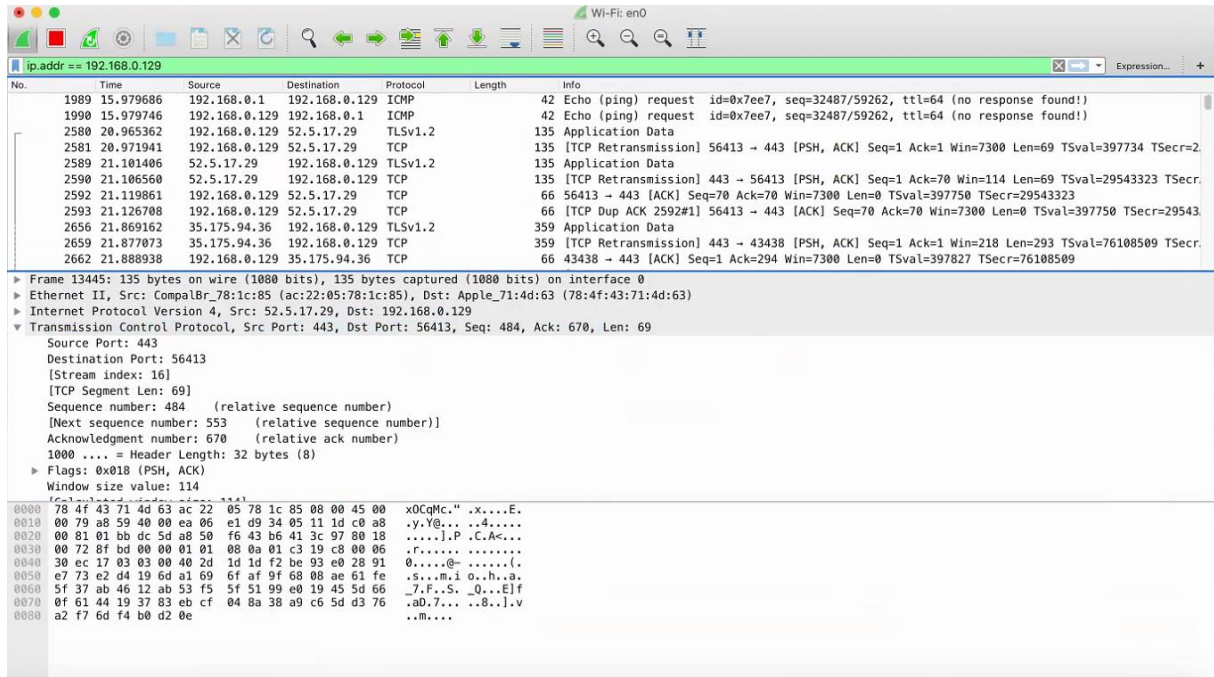 Wi-Fi: en0
ip.addr == 192.168.0.129 Expression... +
No. Time Source Destination Protocol Length Info
1989 15.979686 192.168.0.1 192.168.0.129 ICMP 42 Echo (ping) request id=0x7ee7, seq=32487/59262, ttl=64 (no response found!)
1990 15.979746 192.168.0.129 192.168.0.1 ICMP 42 Echo (ping) request id=0x7ee7, seq=32487/59262, ttl=64 (no response found!)
2580 20.965362 192.168.0.129 52.5.17.29 TLSv1.2 135 Application Data
2581 20.971941 192.168.0.129 52.5.17.29 TCP 135 [TCP Retransmission] 56413 → 443 [PSH, ACK] Seq=1 Ack=1 Win=7300 Len=69 TSval=397734 TSecr=2…
2589 21.101406 52.5.17.29 192.168.0.129 TLSv1.2 135 Application Data
2590 21.106560 52.5.17.29 192.168.0.129 TCP 135 [TCP Retransmission] 443 → 56413 [PSH, ACK] Seq=1 Ack=70 Win=114 Len=69 TSval=29543323 TSecr…
2592 21.119861 192.168.0.129 52.5.17.29 TCP 66 56413 → 443 [ACK] Seq=70 Ack=70 Win=7300 Len=0 TSval=397750 TSecr=29543323
2593 21.126708 192.168.0.129 52.5.17.29 TCP 66 [TCP Dup ACK 2592#1] 56413 → 443 [ACK] Seq=70 Ack=70 Win=7300 Len=0 TSval=397750 TSecr=29543…
2656 21.869162 35.175.94.36 192.168.0.129 TLSv1.2 359 Application Data
2659 21.877073 35.175.94.36 192.168.0.129 TCP 359 [TCP Retransmission] 443 → 43438 [PSH, ACK] Seq=1 Ack=1 Win=218 Len=293 TSval=76108509 TSecr…
2662 21.888938 192.168.0.129 35.175.94.36 TCP 66 43438 → 443 [ACK] Seq=1 Ack=294 Win=7300 Len=0 TSval=397827 TSecr=76108509
Frame 13445: 135 bytes on wire (1080 bits), 135 bytes captured (1080 bits) on interface 0
Ethernet II, Src: CompalBr_78:1c:85 (ac:22:05:78:1c:85), Dst: Apple_71:4d:63 (78:4f:43:71:4d:63)
Internet Protocol Version 4, Src: 52.5.17.29, Dst: 192.168.0.129
Transmission Control Protocol, Src Port: 443, Dst Port: 56413, Seq: 484, Ack: 670, Len: 69
Source Port: 443
Destination Port: 56413
[Stream index: 16]
[TCP Segment Len: 69]
Sequence number: 484 (relative sequence number)
[Next sequence number: 553 (relative sequence number)]
Acknowledgment number: 670 (relative ack number)
1000 .... = Header Length: 32 bytes (8)
Flags: 0x018 (PSH, ACK)
Window size value: 114
[Calculated window size: 114]
0000 78 4f 43 71 4d 63 ac 22 05 78 1c 85 08 00 45 00 xOCqMc." .x....E.
0010 00 79 a8 59 40 00 ea 06 e1 d9 34 05 11 1d c0 a8 .y.Y@... ..4.....
0020 00 81 01 bb dc 5d a8 50 f6 43 b6 41 3c 97 80 18 .....].P .C.A<...
0030 00 72 8f bd 00 00 01 01 08 0a 01 c3 19 c8 00 06 .r...... ........
0040 30 ec 17 03 03 00 40 2d 1d 1d f2 be 93 e0 28 91 0.....@- ......(.
0050 e7 73 e2 d4 19 6d a1 69 6f af 9f 68 08 ae 61 fe .s...m.i o..h..a.
0060 5f 37 ab 46 12 ab 53 f5 5f 51 99 e0 19 45 5d 66 _7.F..S. _Q...E]f
0070 0f 61 44 19 37 83 eb cf 04 8a 38 a9 c6 5d d3 76 .aD.7... ..8..].v
0080 a2 f7 6d f4 b0 d2 0e ..m....